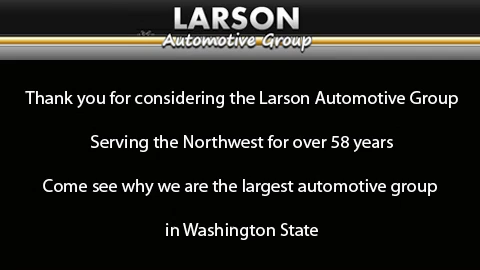 LARSON
Automotive Group
Thank you for considering the Larson Automotive Group
Serving the Northwest for over 58 years
Come see why we are the largest automotive group
in Washington State